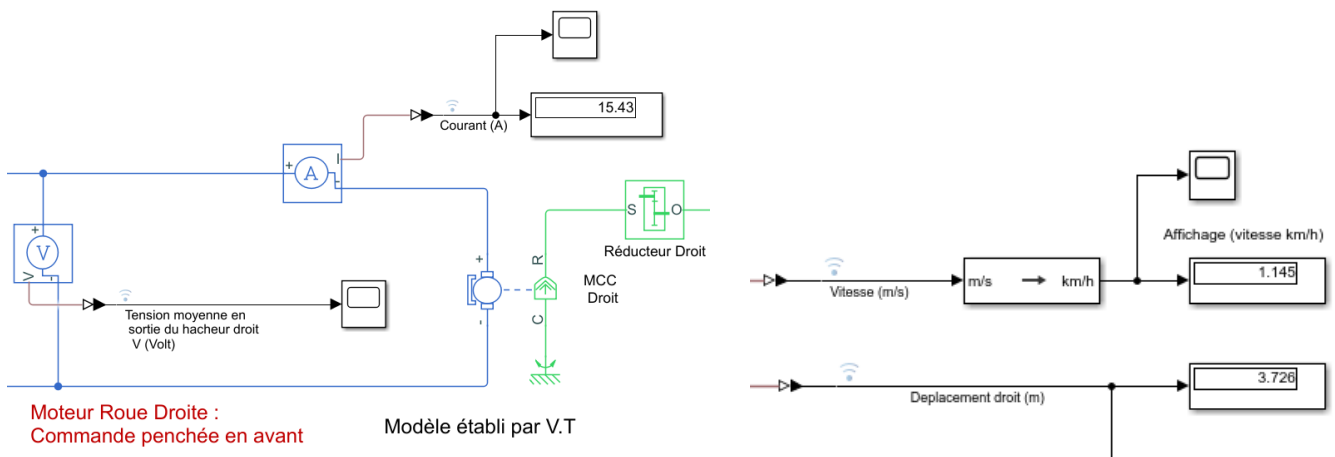 15.43
Courant (A)
+
A
I
-
+
V
-
V
S
O
Réducteur Droit
R
MCC
Droit
C
+
-
Tension moyenne en
sortie du hacheur droit
V (Volt)
Moteur Roue Droite :
Commande penchée en avant
Modèle établi par V.T
Affichage (vitesse km/h)
Vitesse (m/s)
m/s
km/h
1.145
Deplacement droit (m)
3.726